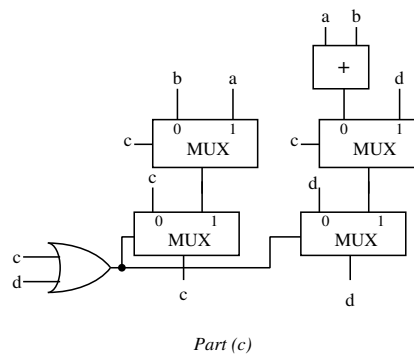 a b
+
b a d
0 1 0 1
c MUX c MUX
c d
0 1 0 1
MUX MUX
c
d
c d
Part (c)